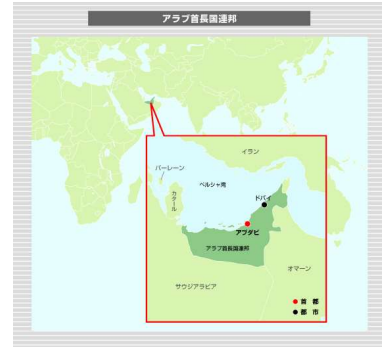 アラブ首長国連邦
イラン
バーレーン
ペルシャ湾
カタール
ドバイ
アブダビ
アラブ首長国連邦
オマーン
サウジアラビア
● 首 都
● 都 市